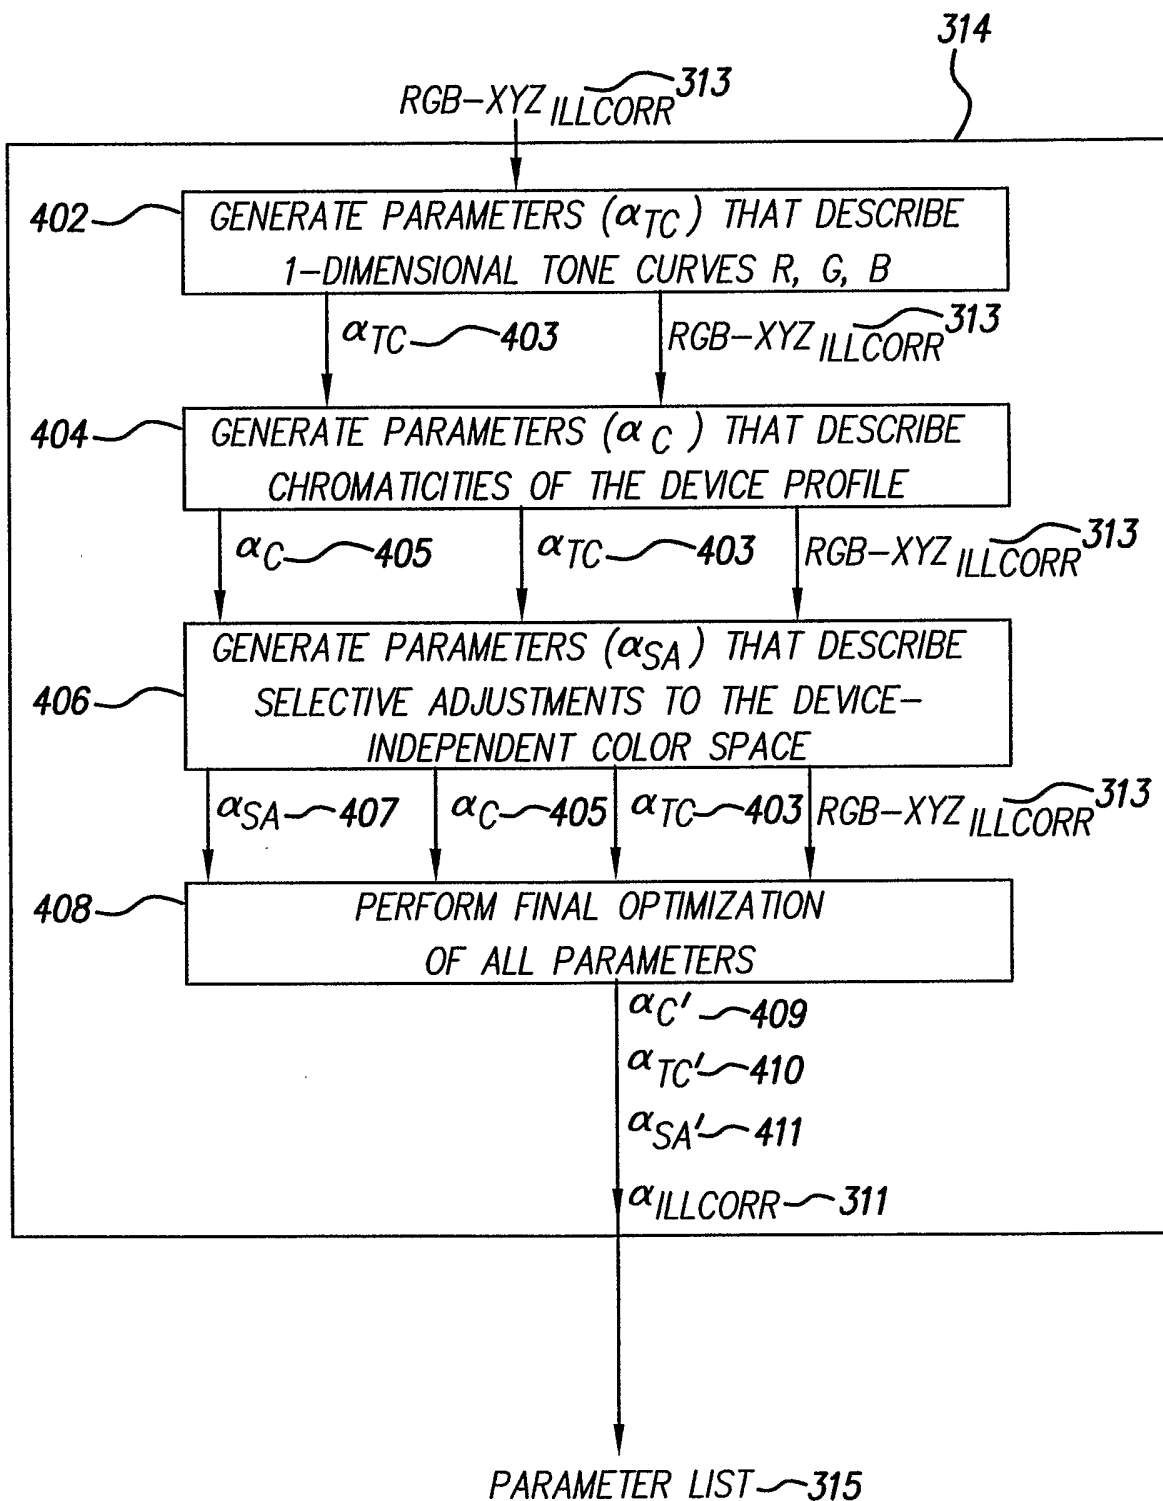 314
RGB-XYZ ILLCORR 313
402
GENERATE PARAMETERS (αTC) THAT DESCRIBE
1-DIMENSIONAL TONE CURVES R, G, B
αTC 403
RGB-XYZ ILLCORR 313
404
GENERATE PARAMETERS (αC) THAT DESCRIBE
CHROMATICITIES OF THE DEVICE PROFILE
αC 405
αTC 403
RGB-XYZ ILLCORR 313
406
GENERATE PARAMETERS (αSA) THAT DESCRIBE
SELECTIVE ADJUSTMENTS TO THE DEVICE-
INDEPENDENT COLOR SPACE
αSA 407
αC 405
αTC 403
RGB-XYZ ILLCORR 313
408
PERFORM FINAL OPTIMIZATION
OF ALL PARAMETERS
αC' 409
αTC' 410
αSA' 411
αILLCORR 311
PARAMETER LIST 315